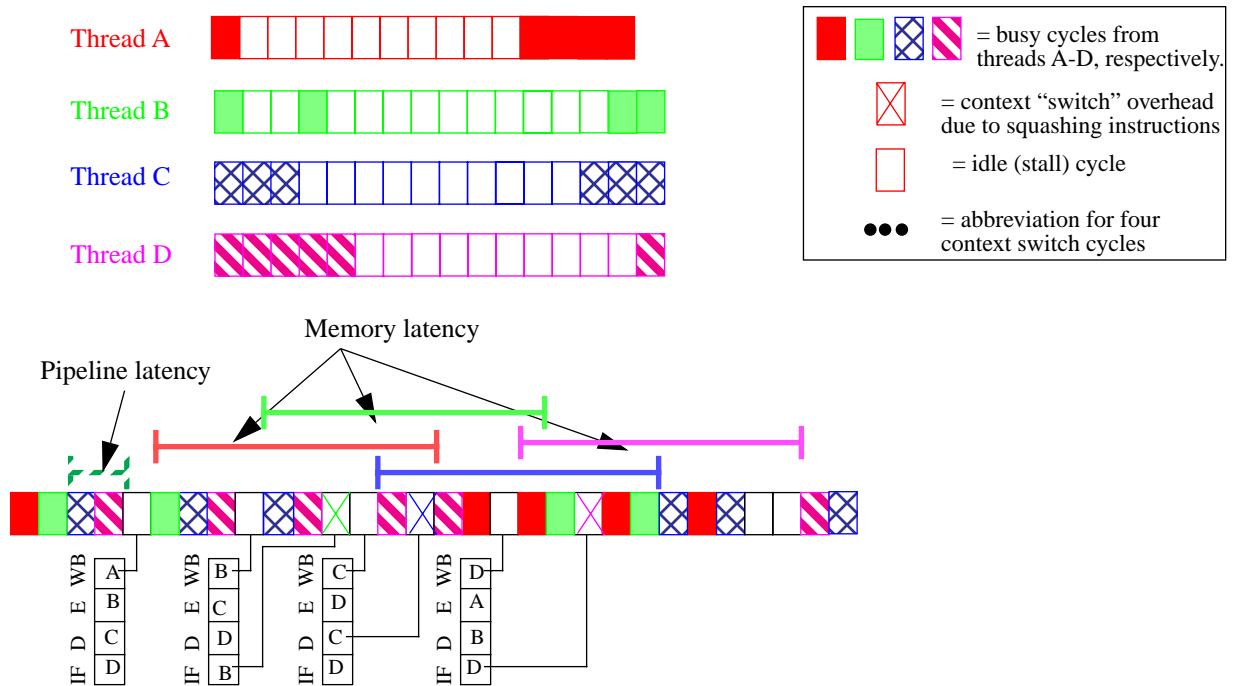 Thread A
Thread B
Thread C
Thread D
= busy cycles from
threads A-D, respectively.
= context “switch” overhead
due to squashing instructions
= idle (stall) cycle
= abbreviation for four
context switch cycles
Memory latency
Pipeline latency
WB A
E B
D C
IF D
WB B
E C
D D
IF B
WB C
E D
D C
IF D
WB D
E A
D B
IF D